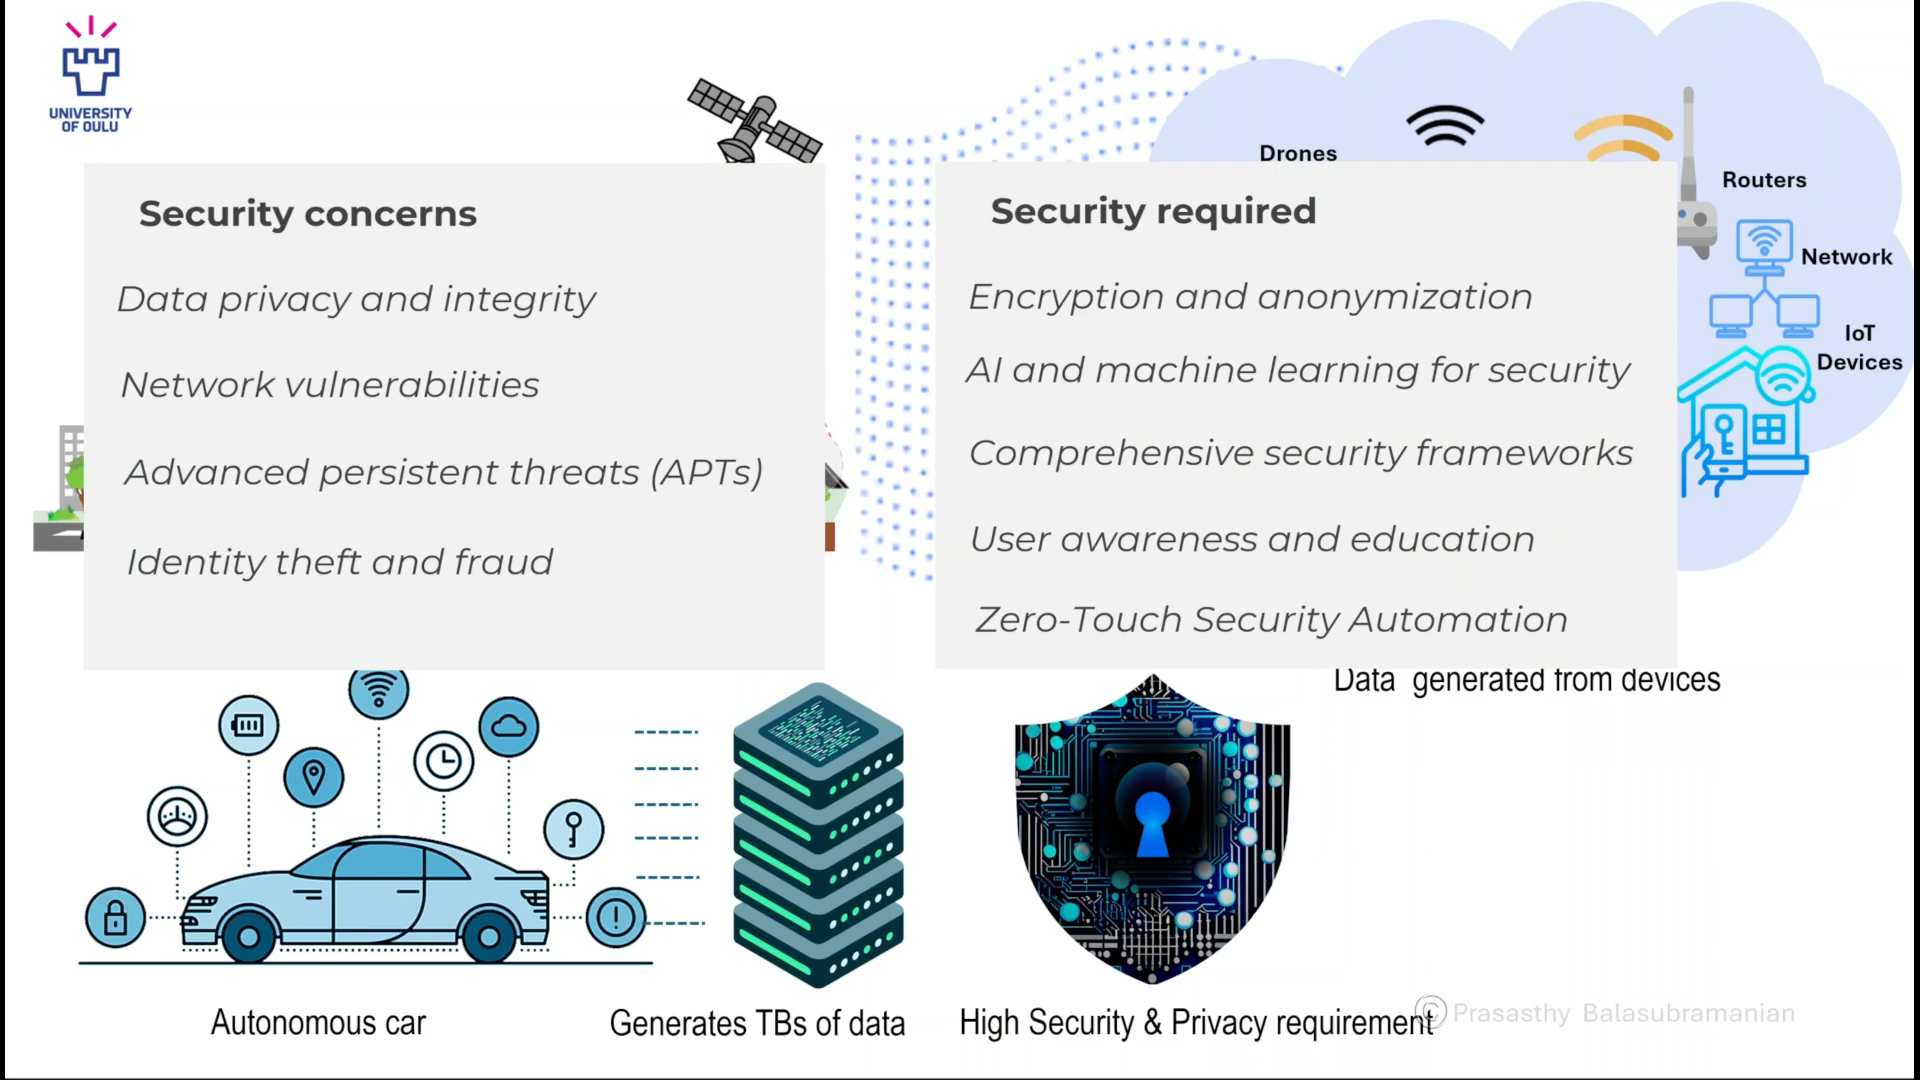 UNIVERSITY
OF OULU
Security concerns
Data privacy and integrity
Network vulnerabilities
Advanced persistent threats (APTs)
Identity theft and fraud
Drones
Routers
Network
IoT
Devices
Security required
Encryption and anonymization
AI and machine learning for security
Comprehensive security frameworks
User awareness and education
Zero-Touch Security Automation
Data generated from devices
Autonomous car
Generates TBs of data
High Security & Privacy requirement
© Prasasthy Balasubramanian